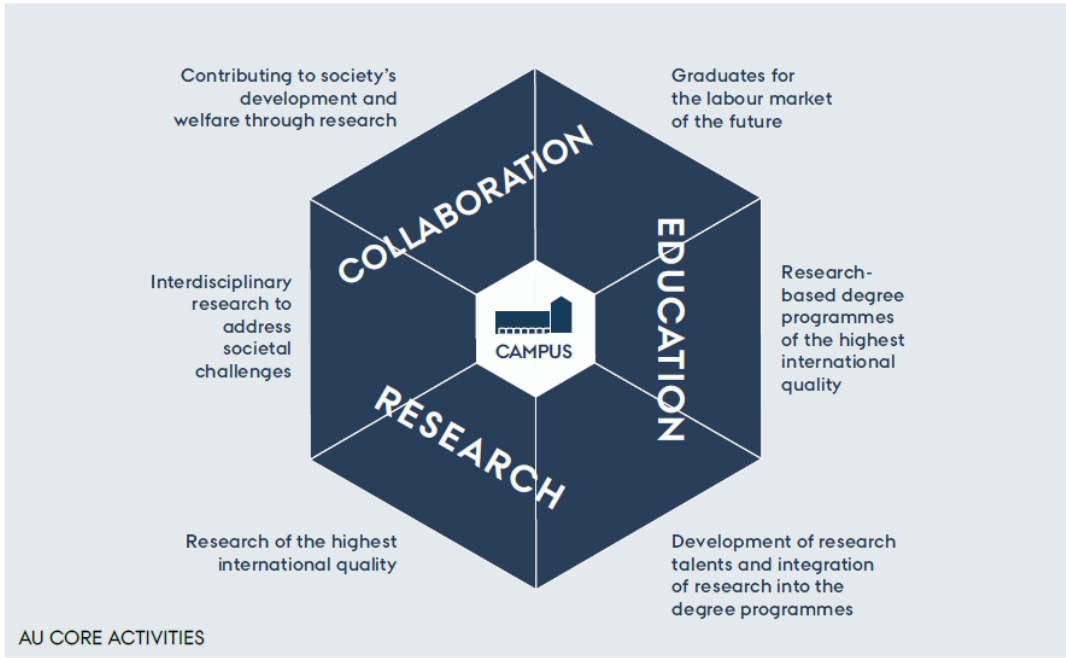 Contributing to society's
development and
welfare through research
Graduates for
the labour market
of the future
COLLABORATION
EDUCATION
Interdisciplinary
research to
address
societal
challenges
CAMPUS
Research-
based degree
programmes
of the highest
international
quality
RESEARCH
Research of the highest
international quality
Development of research
talents and integration
of research into the
degree programmes
AU CORE ACTIVITIES